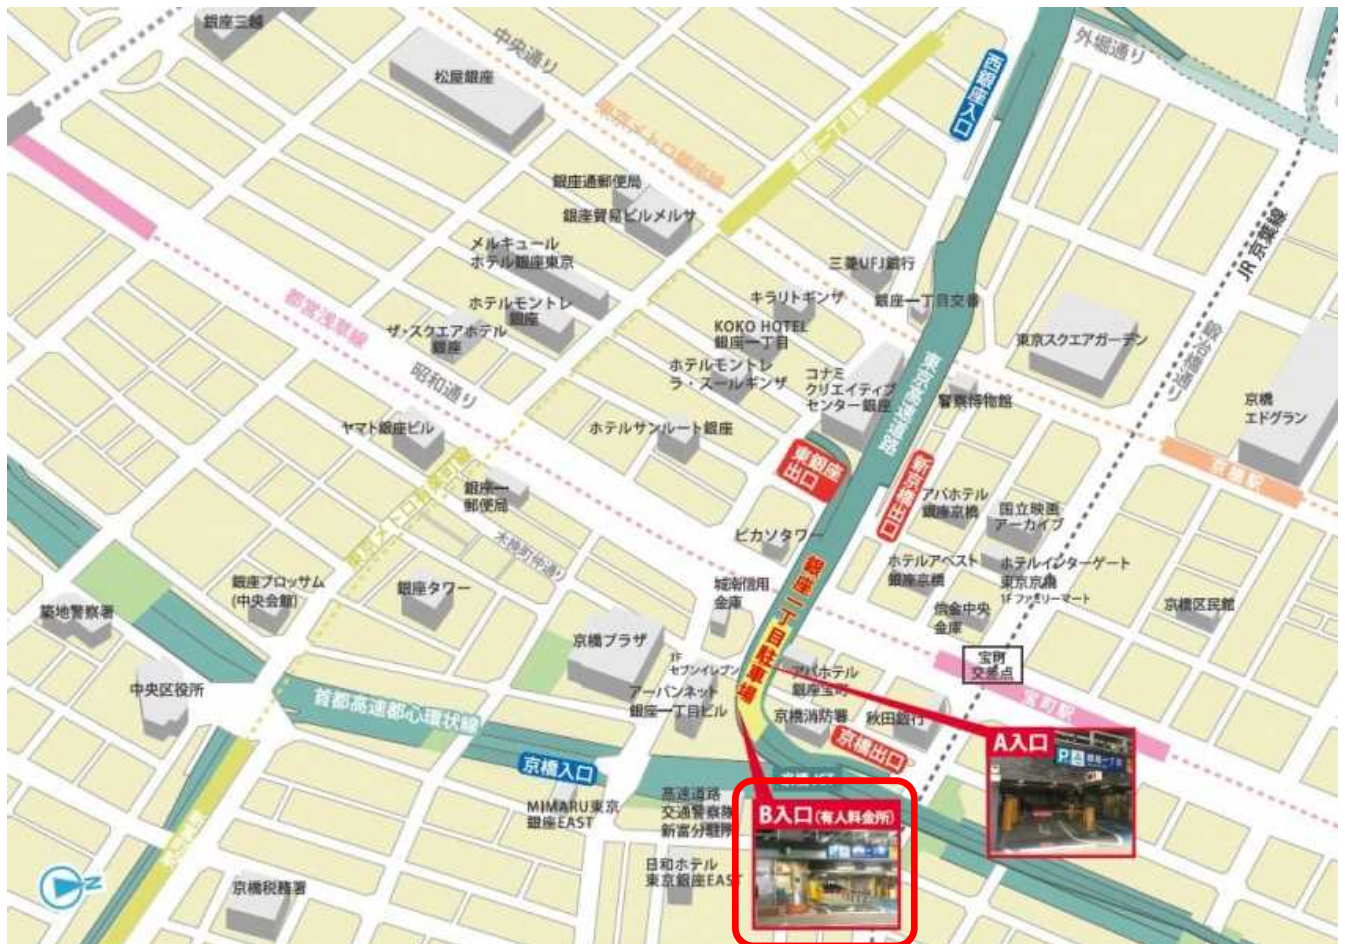 銀座三越
中央通り
松屋銀座
東京メトロ銀座線
銀座一丁目駅
西銀座入口
外堀通り
銀座通郵便局
銀座貿易ビルメルサ
メルキュール
ホテル銀座東京
三菱UFJ銀行
JR 京葉線
鍛冶橋通り
キラリトギンザ
銀座一丁目交番
ホテルモントレ
銀座
都営浅草線
ザ・スクエアホテル
銀座
KOKO HOTEL
銀座一丁目
東京スクエアガーデン
昭和通り
ホテルモントレ
ラ・スールギンザ
コナミ
クリエイティブ
センター銀座
東京高速道路
警察博物館
京橋
エドグラン
ヤマト銀座ビル
ホテルサンルート銀座
東銀座
出口
新京橋出口
京橋駅
銀座一
郵便局
東京メトロ有楽町線
アパホテル
銀座京橋
国立映画
アーカイブ
ピカソタワー
木挽町仲通り
ホテルアベスト
銀座京橋
ホテルインターゲート
東京京橋
1F ファミリーマート
銀座ブロッサム
(中央会館)
銀座タワー
城南信用
金庫
銀座一丁目駐車場
信金中央
金庫
京橋区民館
築地警察署
京橋プラザ
1F
セブンイレブン
宝町
交差点
アパホテル
銀座宝町
中央区役所
首都高速都心環状線
アーバンネット
銀座一丁目ビル
京橋消防署
秋田銀行
宝町駅
京橋出口
A入口
京橋入口
京橋JCT
MIMARU東京
銀座EAST
高速道路
交通警察隊
新富分駐所
B入口(有人料金所)
日和ホテル
東京銀座EAST
京橋税務署
N